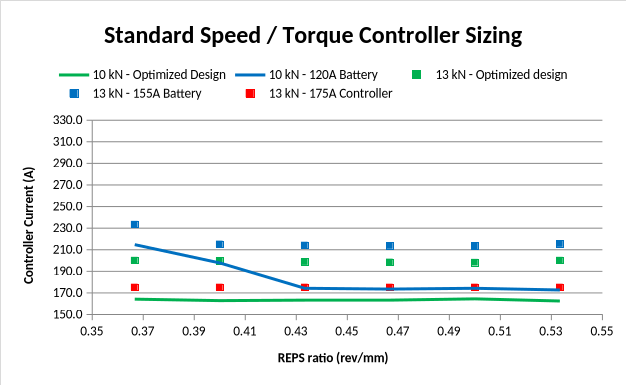 Standard Speed / Torque Controller Sizing
10 kN - Optimized Design 10 kN - 120A Battery 13 kN - Optimized design
13 kN - 155A Battery 13 kN - 175A Controller
330.0
310.0
290.0
270.0
250.0
230.0
210.0
190.0
170.0
150.0
Controller Current (A)
0.35 0.37 0.39 0.41 0.43 0.45 0.47 0.49 0.51 0.53 0.55
REPS ratio (rev/mm)